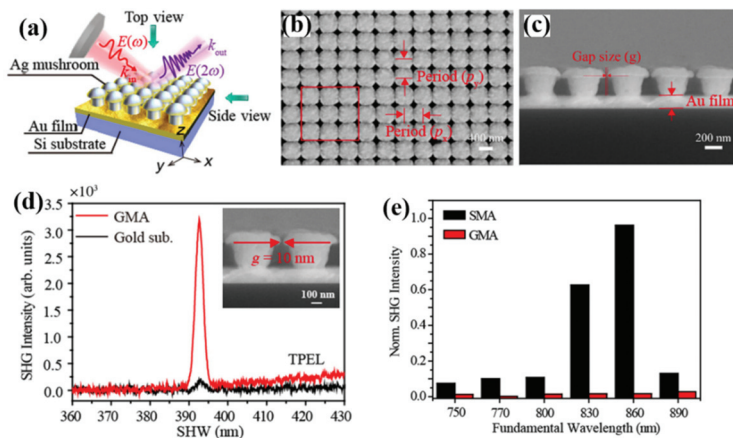 (a)
Top view
E(ω)
k_out
k_in
E(2ω)
Ag mushroom
Side view
Au film
Si substrate
z
y
x
(b)
Period (p_y)
Period (p_x)
400 nm
(c)
Gap size (g)
Au film
200 nm
(d)
×10³
GMA
Gold sub.
g = 10 nm
100 nm
TPEL
SHG Intensity (arb. units)
3.5
3.0
2.5
2.0
1.5
1.0
0.5
0.0
360
370
380
390
400
410
420
430
SHW (nm)
(e)
SMA
GMA
Norm. SHG Intensity
1.0
0.8
0.6
0.4
0.2
0.0
750
770
800
830
860
890
Fundamental Wavelength (nm)